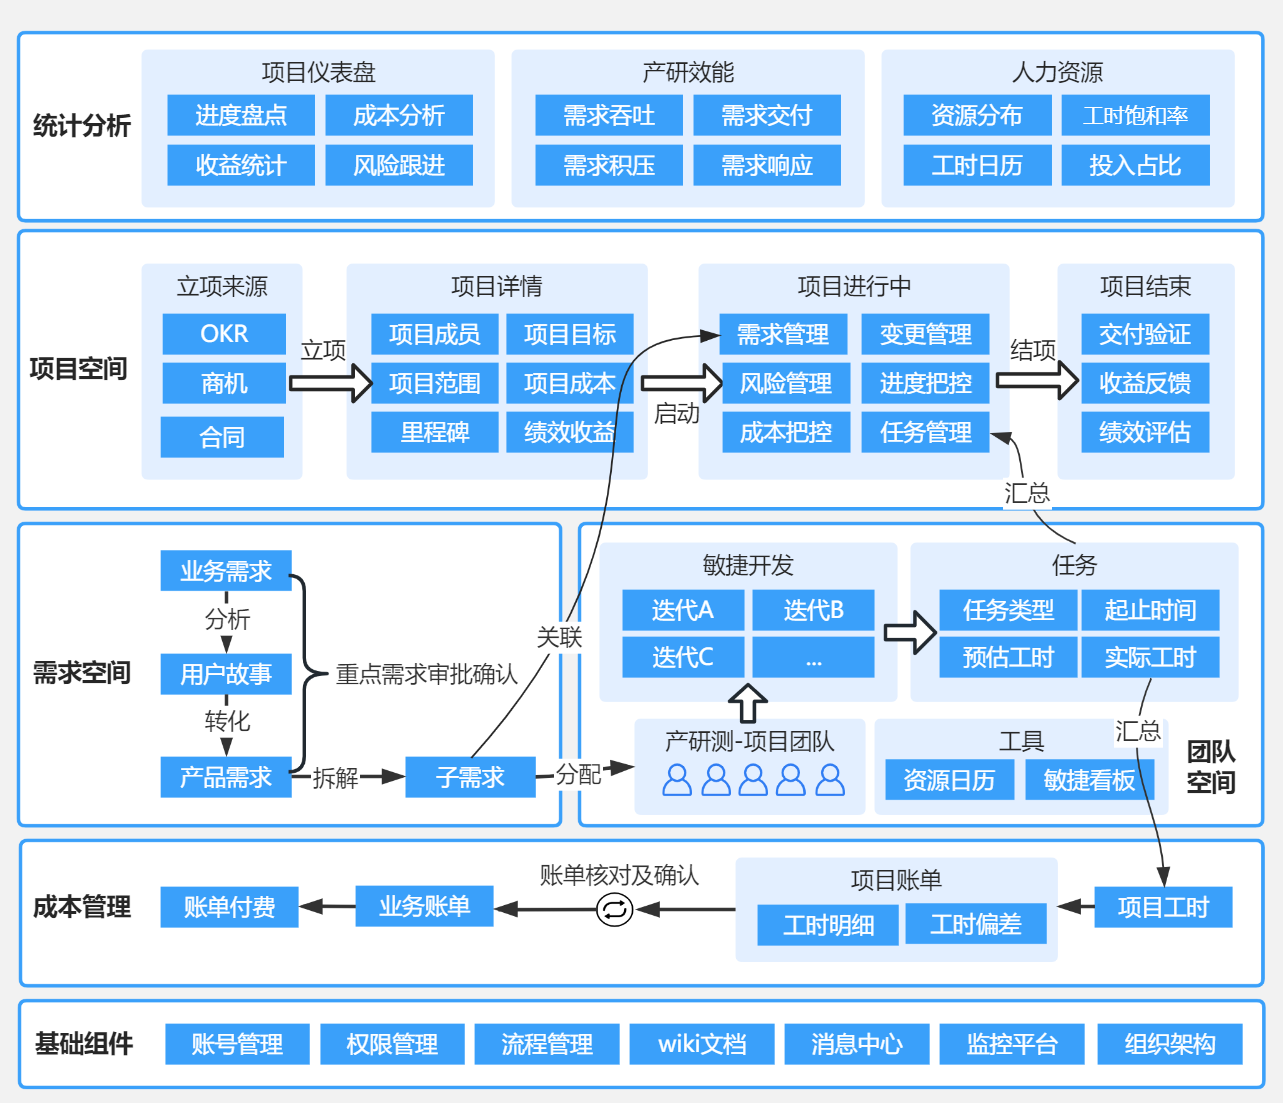 统计分析
项目仪表盘
进度盘点
成本分析
收益统计
风险跟进
产研效能
需求吞吐
需求交付
需求积压
需求响应
人力资源
资源分布
工时饱和率
工时日历
投入占比
项目空间
立项来源
OKR
商机
合同
立项
项目详情
项目成员
项目目标
项目范围
项目成本
里程碑
绩效收益
启动
项目进行中
需求管理
变更管理
风险管理
进度把控
成本把控
任务管理
结项
项目结束
交付验证
收益反馈
绩效评估
汇总
需求空间
业务需求
分析
用户故事
转化
产品需求
重点需求审批确认
拆解
子需求
关联
分配
敏捷开发
迭代A
迭代B
迭代C
...
任务
任务类型
起止时间
预估工时
实际工时
产研测-项目团队
工具
资源日历
敏捷看板
汇总
团队
空间
成本管理
账单付费
业务账单
账单核对及确认
项目账单
工时明细
工时偏差
项目工时
基础组件
账号管理
权限管理
流程管理
wiki文档
消息中心
监控平台
组织架构